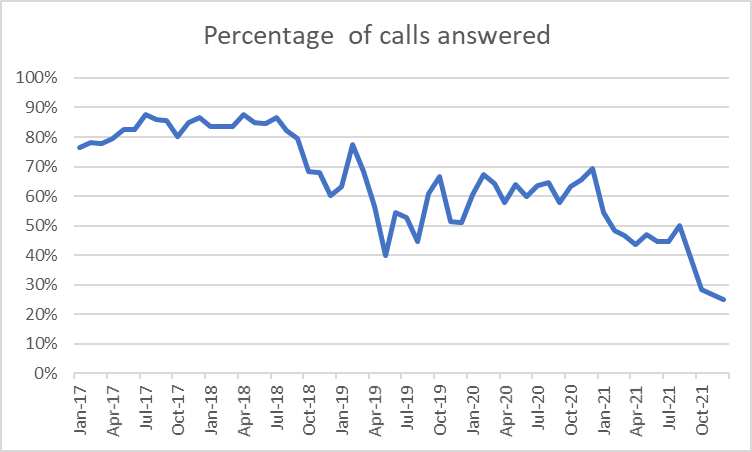 Percentage  of calls answered
100%
90%
80%
70%
60%
50%
40%
30%
20%
10%
0%
Jan-17
Apr-17
Jul-17
Oct-17
Jan-18
Apr-18
Jul-18
Oct-18
Jan-19
Apr-19
Jul-19
Oct-19
Jan-20
Apr-20
Jul-20
Oct-20
Jan-21
Apr-21
Jul-21
Oct-21